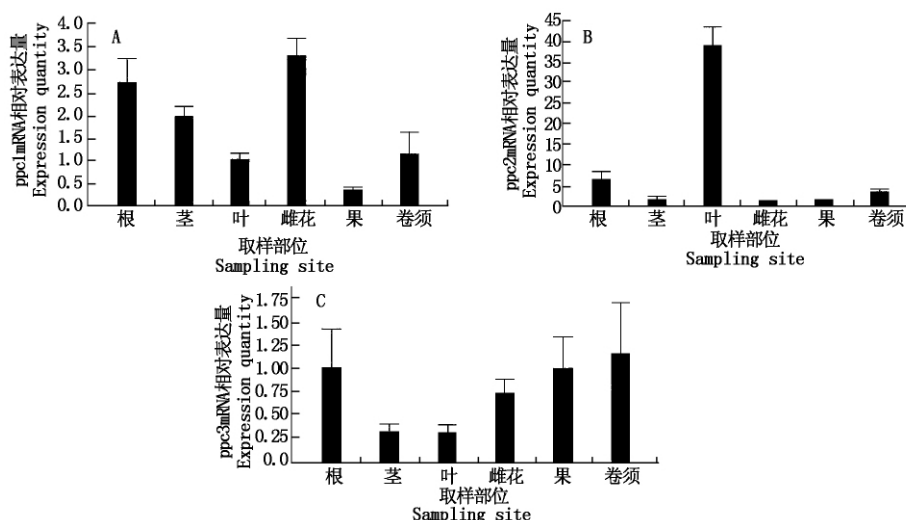 A
ppc1mRNA相对表达量
Expression quantity
4.0
3.5
3.0
2.5
2.0
1.5
1.0
0.5
0.0
根 茎 叶 雌花 果 卷须
取样部位
Sampling site
B
ppc2mRNA相对表达量
Expression quantity
45
40
35
30
25
20
15
10
5
0
根 茎 叶 雌花 果 卷须
取样部位
Sampling site
C
ppc3mRNA相对表达量
Expression quantity
1.75
1.50
1.25
1.00
0.75
0.50
0.25
0.0
根 茎 叶 雌花 果 卷须
取样部位
Sampling site